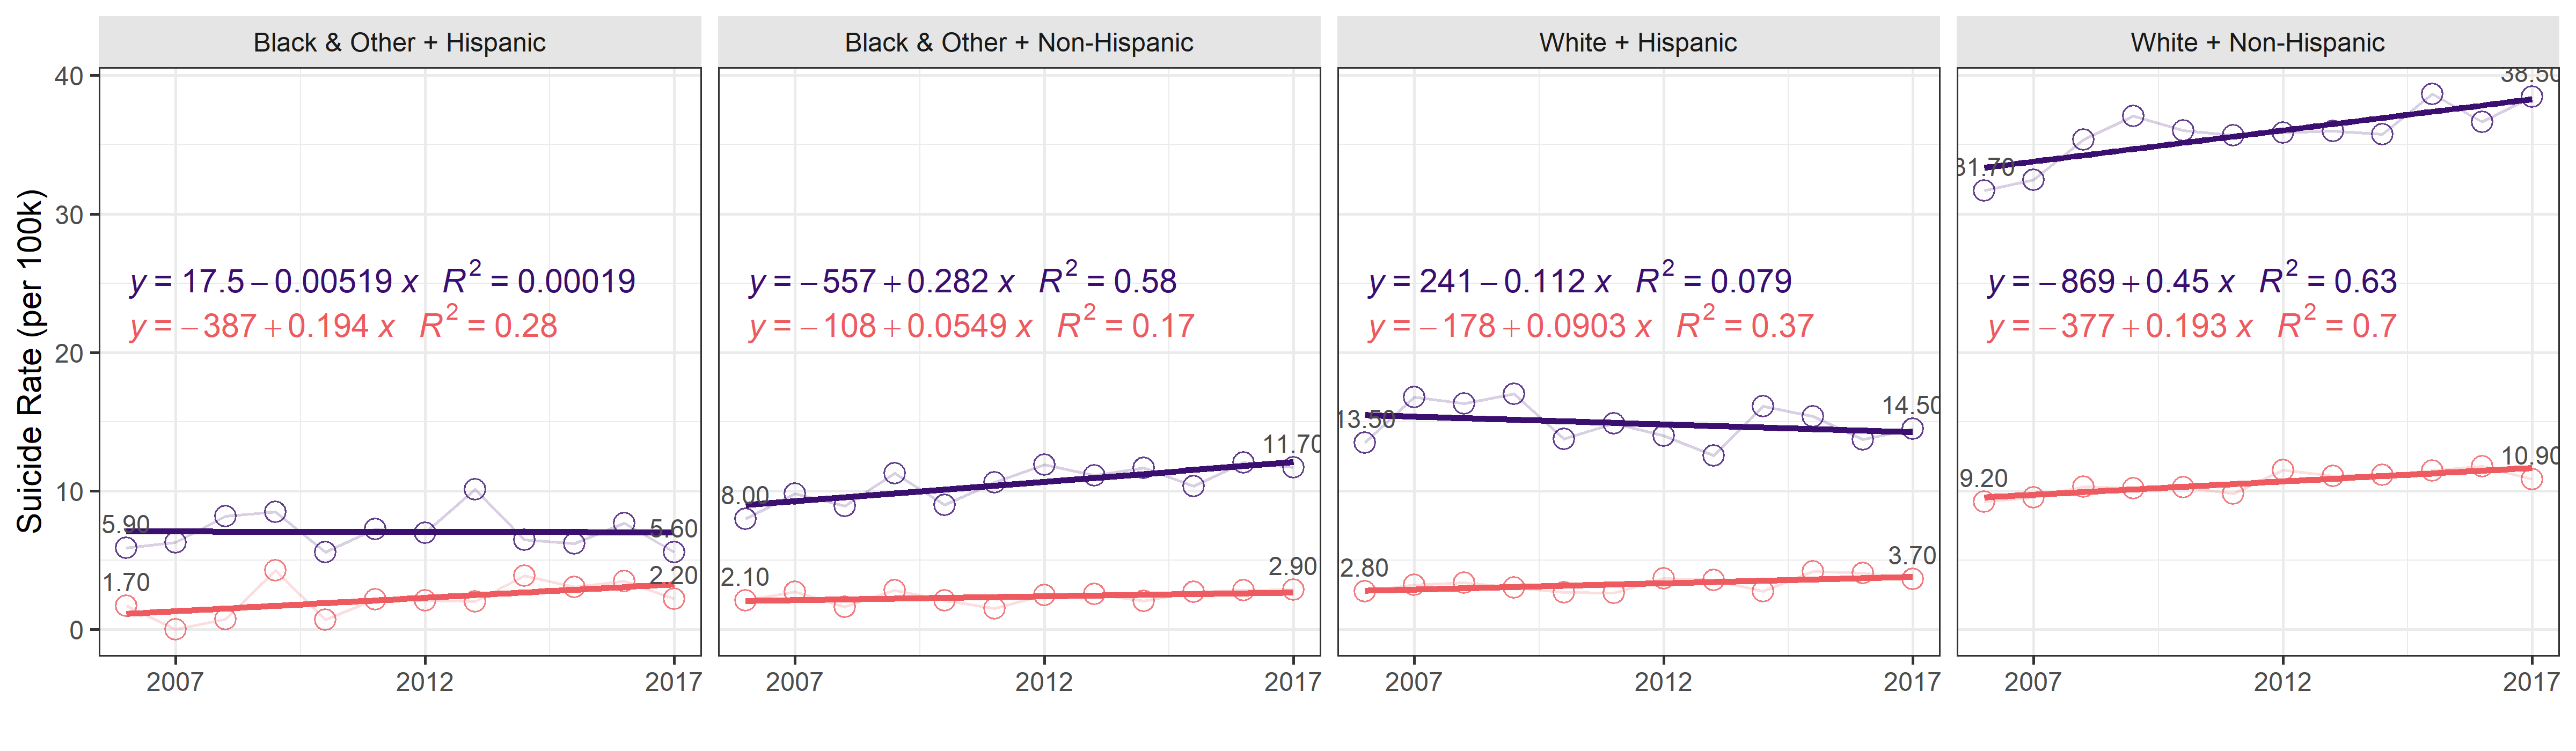 Black & Other + Hispanic
Black & Other + Non-Hispanic
White + Hispanic
White + Non-Hispanic
Suicide Rate (per 100k)
40
30
20
10
0
y = 17.5 − 0.00519 x R² = 0.00019
y = − 387 + 0.194 x R² = 0.28
5.90
5.60
1.70
2.20
2007
2012
2017
y = − 557 + 0.282 x R² = 0.58
y = − 108 + 0.0549 x R² = 0.17
8.00
11.70
2.10
2.90
2007
2012
2017
y = 241 − 0.112 x R² = 0.079
y = − 178 + 0.0903 x R² = 0.37
13.50
14.50
2.80
3.70
2007
2012
2017
38.50
31.70
y = − 869 + 0.45 x R² = 0.63
y = − 377 + 0.193 x R² = 0.7
9.20
10.90
2007
2012
2017